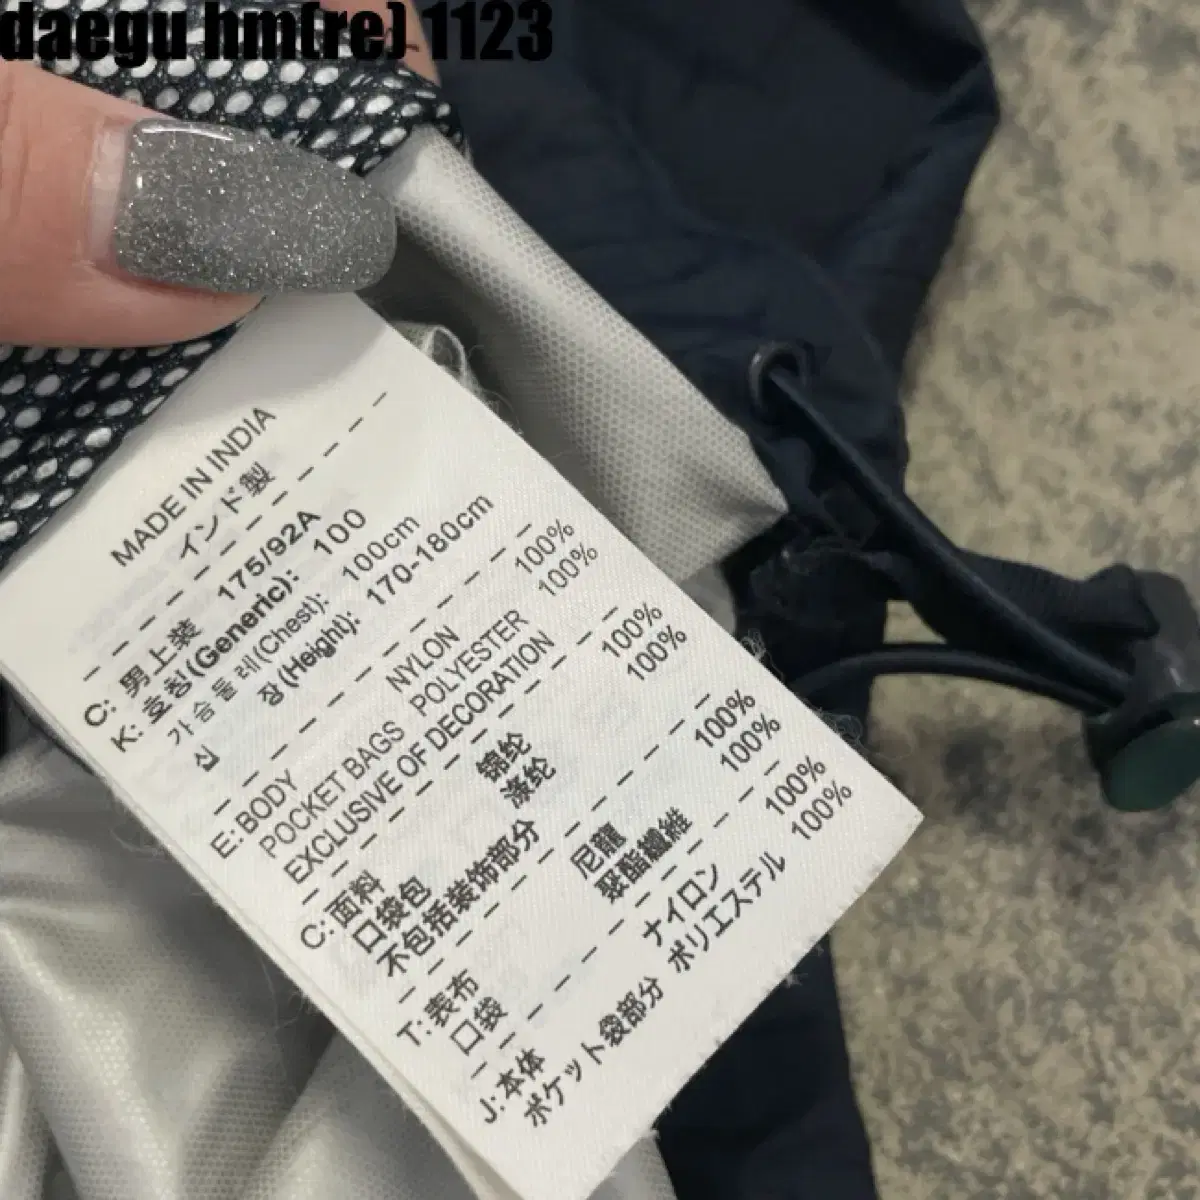 daegu hm(re) 1123
MADE IN INDIA
インド製
C: 男上装 175/92A
K: 호칭(Generic): 100
가슴둘레(Chest): 100cm
신 장(Height): 170-180cm
E: BODY NYLON 100%
POCKET BAGS POLYESTER 100%
EXCLUSIVE OF DECORATION
C: 面料 锦纶 100%
口袋包 涤纶 100%
不包括装饰部分
T: 表布 尼龍 100%
口袋 聚酯纖維 100%
J: 本体 ナイロン 100%
ポケット袋部分 ポリエステル 100%